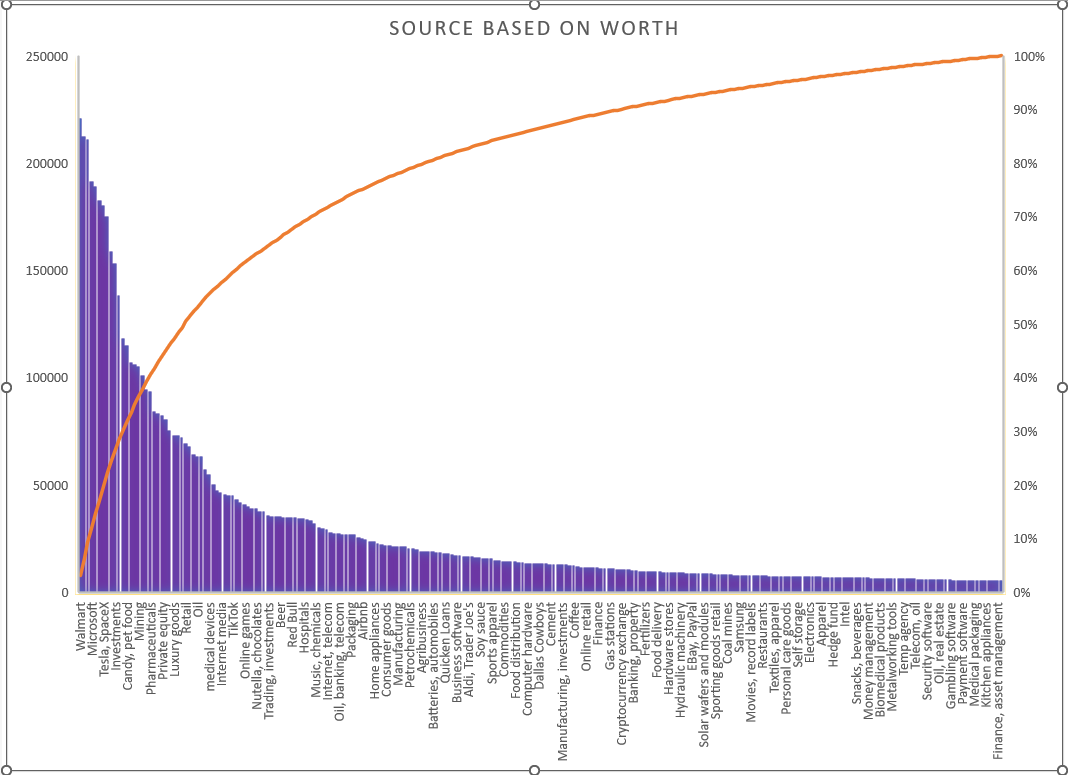 SOURCE BASED ON WORTH
250000
200000
150000
100000
50000
0
100%
90%
80%
70%
60%
50%
40%
30%
20%
10%
0%
Walmart
Microsoft
Tesla, SpaceX
Investments
Candy, pet food
Mining
Pharmaceuticals
Private equity
Luxury goods
Retail
Oil
medical devices
Internet media
TikTok
Online games
Nutella, chocolates
Trading, investments
Beer
Red Bull
Hospitals
Music, chemicals
Internet, telecom
Oil, banking, telecom
Packaging
Airbnb
Home appliances
Consumer goods
Manufacturing
Petrochemicals
Agribusiness
Batteries, automobiles
Quicken Loans
Business software
Aldi, Trader Joe's
Soy sauce
Sports apparel
Commodities
Food distribution
Computer hardware
Dallas Cowboys
Cement
Manufacturing, investments
Coffee
Online retail
Finance
Gas stations
Cryptocurrency exchange
Banking, property
Fertilizers
Food delivery
Hardware stores
Hydraulic machinery
EBay, PayPal
Solar wafers and modules
Sporting goods retail
Coal mines
Samsung
Movies, record labels
Restaurants
Textiles, apparel
Personal care goods
Self storage
Electronics
Apparel
Hedge fund
Intel
Snacks, beverages
Money management
Biomedical products
Metalworking tools
Temp agency
Telecom, oil
Security software
Oil, real estate
Gambling software
Payment software
Medical packaging
Kitchen appliances
Finance, asset management